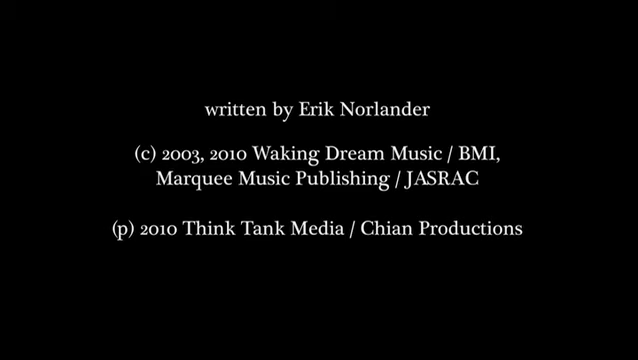 written by Erik Norlander
(c) 2003, 2010 Waking Dream Music / BMI,
Marquee Music Publishing / JASRAC
(p) 2010 Think Tank Media / Chian Productions